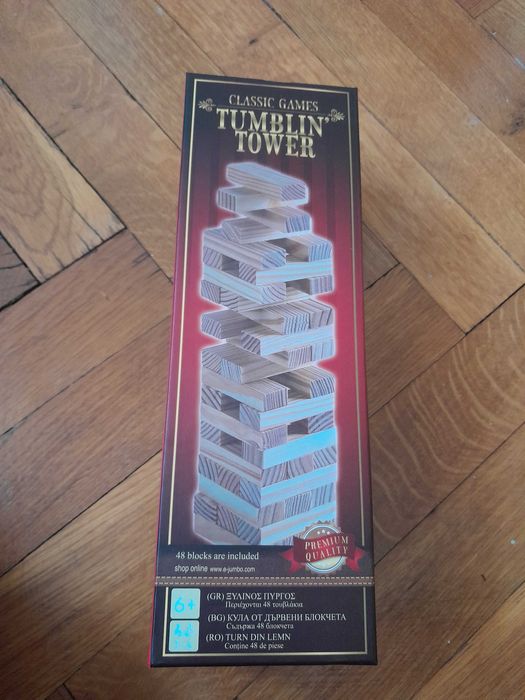 CLASSIC GAMES
TUMBLIN'
TOWER
PREMIUM
QUALITY
48 blocks are included
shop online www.e-jumbo.com
6+
(GR) ΞΥΛΙΝΟΣ ΠΥΡΓΟΣ
Περιέχονται 48 τουβλάκια
(BG) КУЛА ОТ ДЪРВЕНИ БЛОКЧЕТА
Съдържа 48 блокчета
(RO) TURN DIN LEMN
Conține 48 de piese